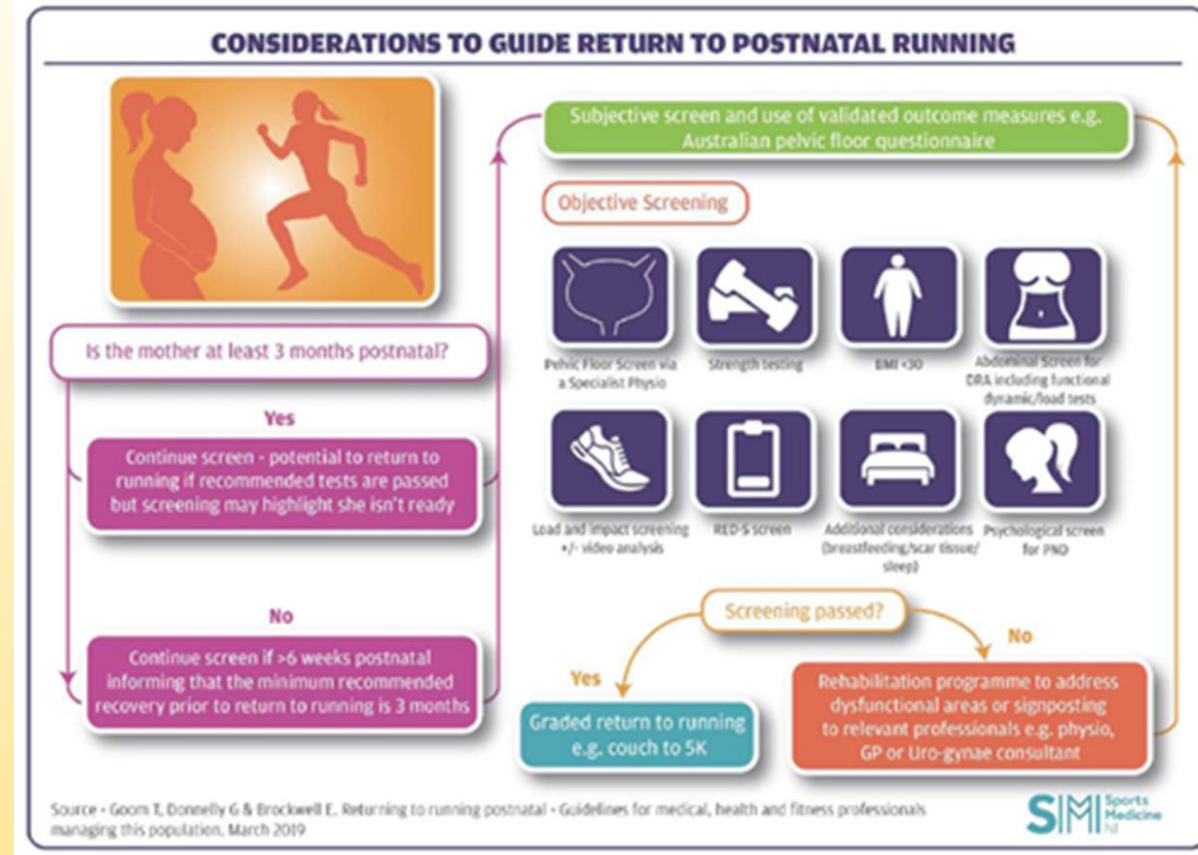 CONSIDERATIONS TO GUIDE RETURN TO POSTNATAL RUNNING
Is the mother at least 3 months postnatal?
Yes
Continue screen - potential to return to
running if recommended tests are passed
but screening may highlight she isn't ready
No
Continue screen if >6 weeks postnatal
informing that the minimum recommended
recovery prior to return to running is 3 months
Subjective screen and use of validated outcome measures e.g.
Australian pelvic floor questionnaire
Objective Screening
Pelvic Floor Screen via
a Specialist Physio
Strength testing
BMI <30
Abdominal Screen for
DRA including functional
dynamic/load tests
Load and impact screening
+/- video analysis
RED-S screen
Additional considerations
(breastfeeding/scar tissue/
sleep)
Psychological screen
for PND
Screening passed?
Yes
Graded return to running
e.g. couch to 5K
No
Rehabilitation programme to address
dysfunctional areas or signposting
to relevant professionals e.g. physio,
GP or Uro-gynae consultant
Source - Goom T, Donnelly G & Brockwell E. Returning to running postnatal - Guidelines for medical, health and fitness professionals
managing this population. March 2019
SMNI
Sports
Medicine
NI